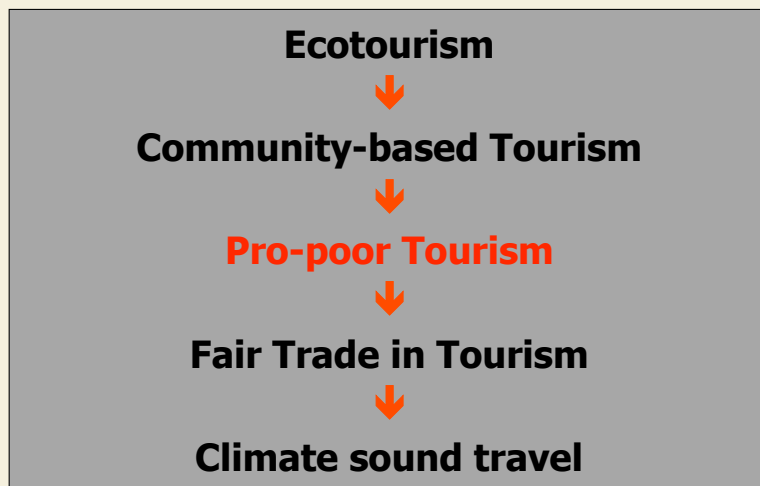 Ecotourism
Community-based Tourism
Pro-poor Tourism
Fair Trade in Tourism
Climate sound travel